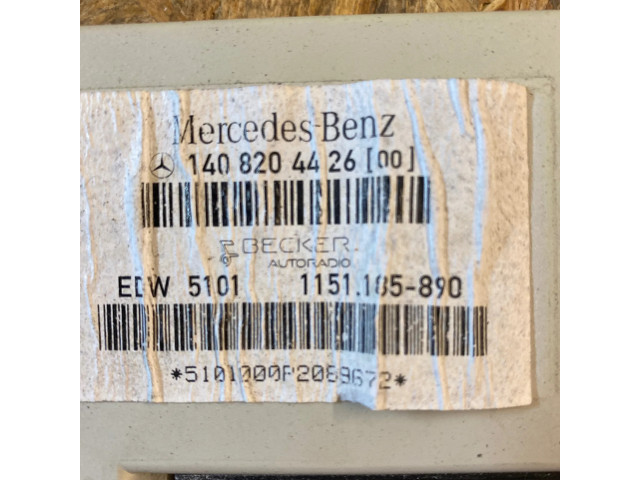 Mercedes-Benz
140 820 44 26 [00]
BECKER
AUTORADIO
EDW 5101 1151.185-890
*5101000P2089672*